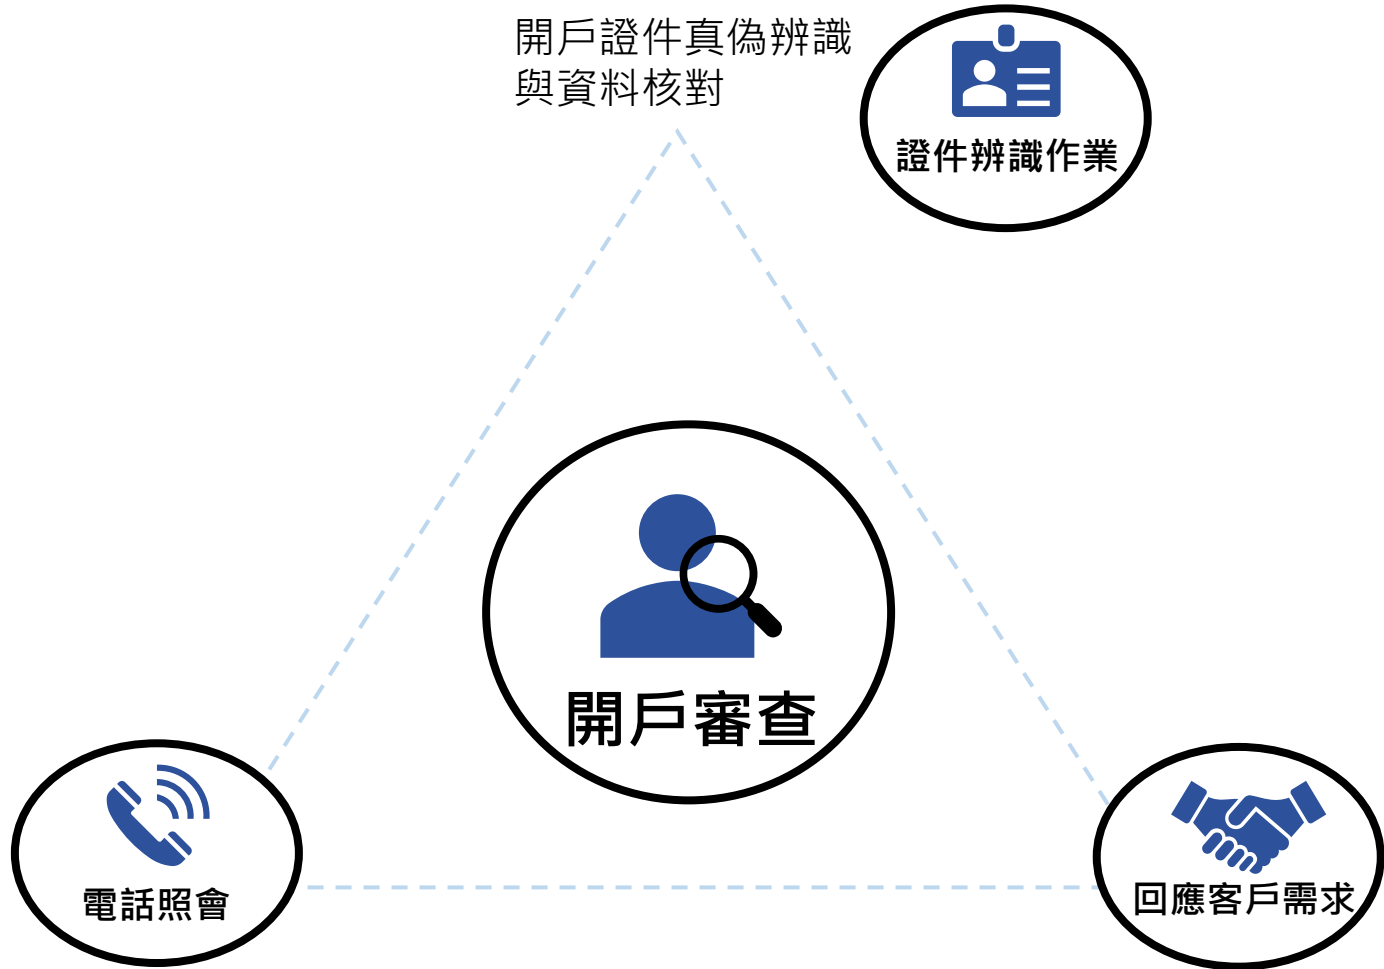 開戶證件真偽辨識
與資料核對
證件辨識作業
開戶審查
電話照會
回應客戶需求